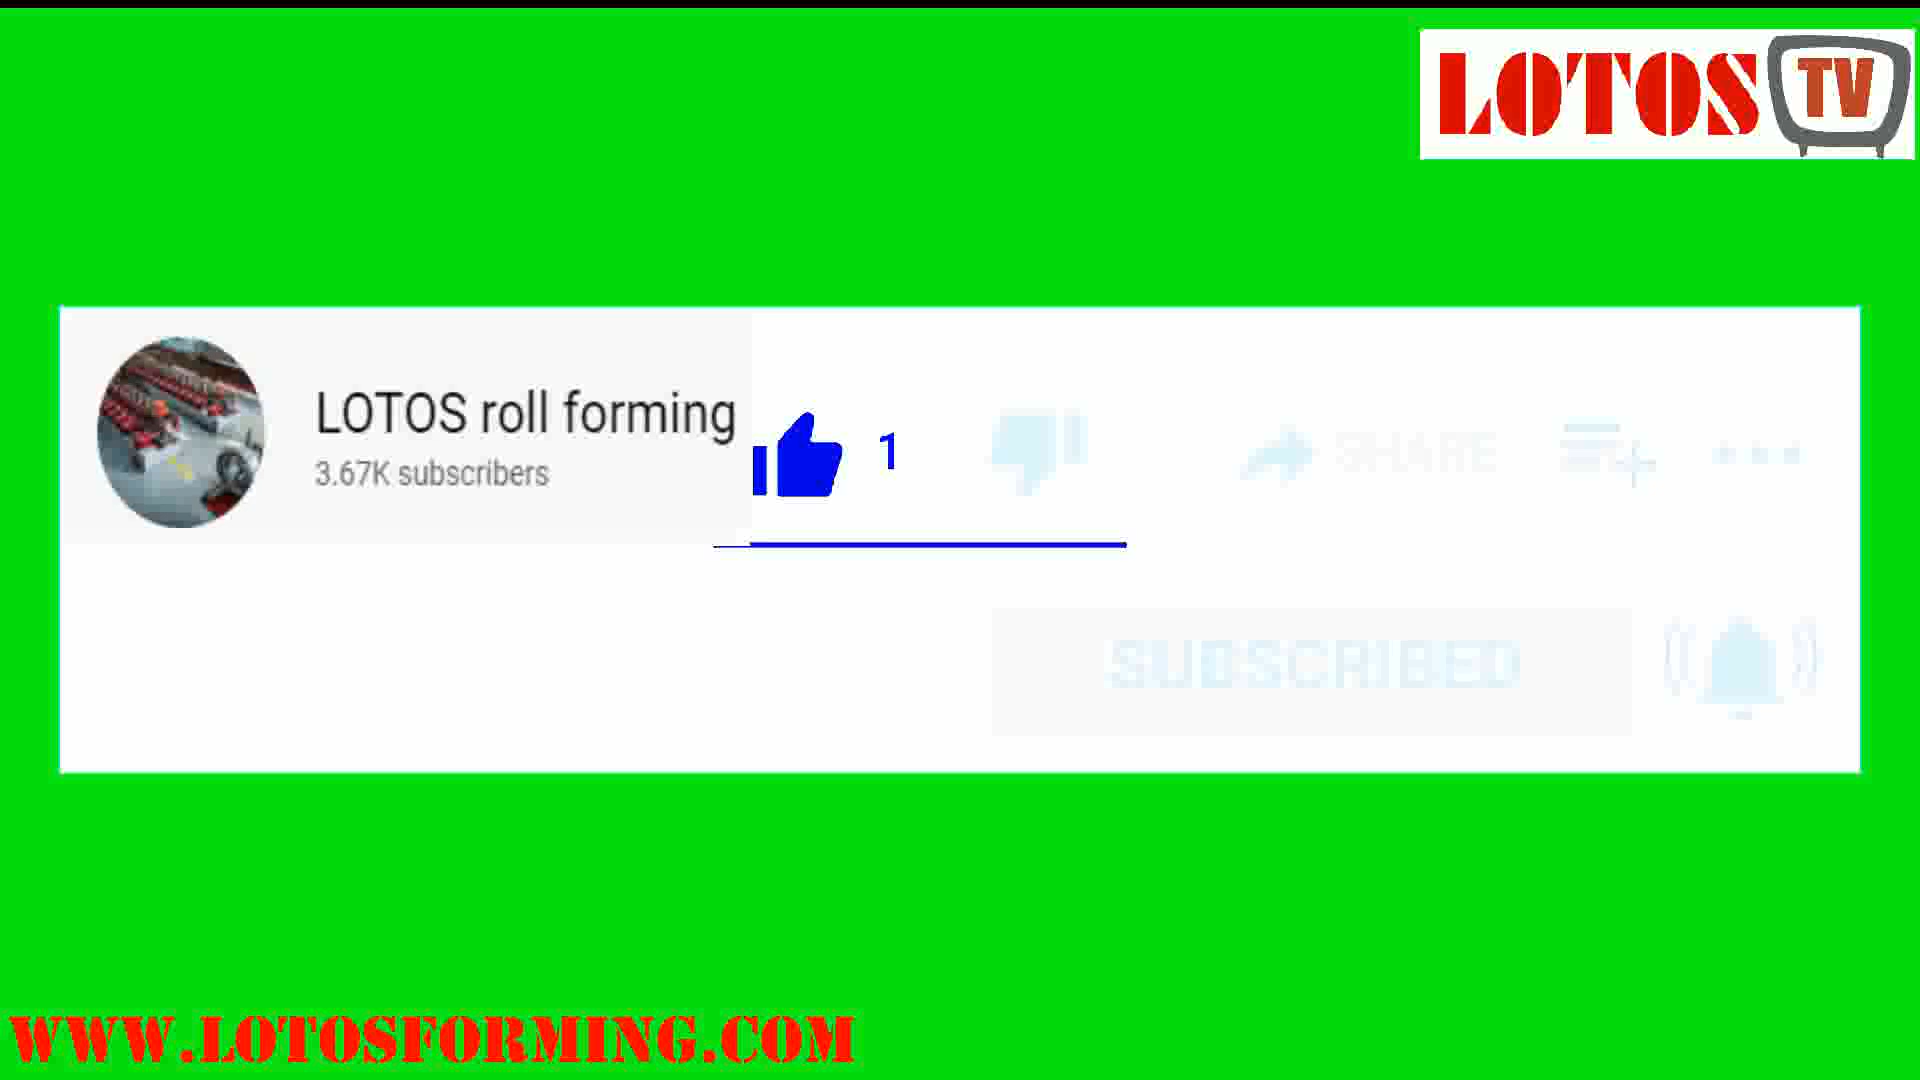 LOTOS TV
LOTOS roll forming
3.67K subscribers
1
SHARE
SUBSCRIBED
WWW.LOTOSFORMING.COM